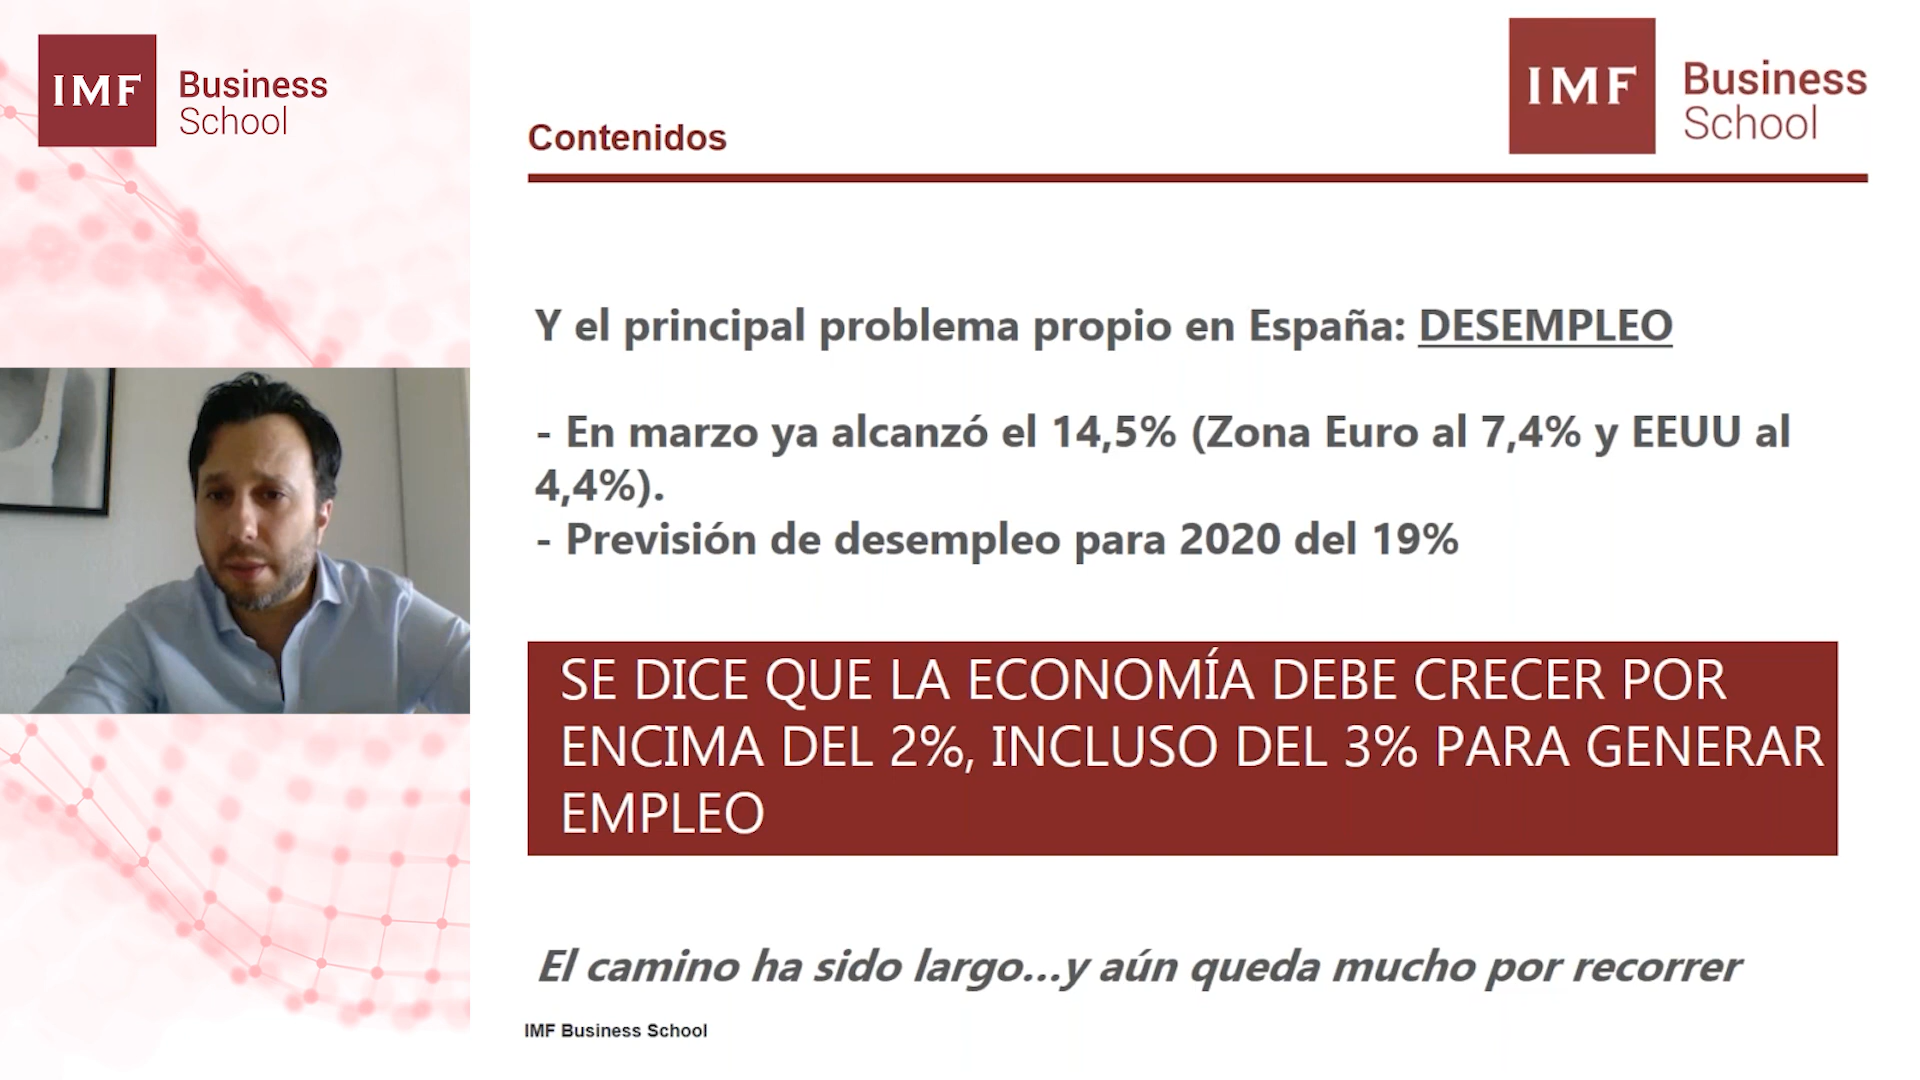 IMF Business
School
IMF Business
School
Contenidos
Y el principal problema propio en España: DESEMPLEO
- En marzo ya alcanzó el 14,5% (Zona Euro al 7,4% y EEUU al
4,4%).
- Previsión de desempleo para 2020 del 19%
SE DICE QUE LA ECONOMÍA DEBE CRECER POR
ENCIMA DEL 2%, INCLUSO DEL 3% PARA GENERAR
EMPLEO
El camino ha sido largo...y aún queda mucho por recorrer
IMF Business School